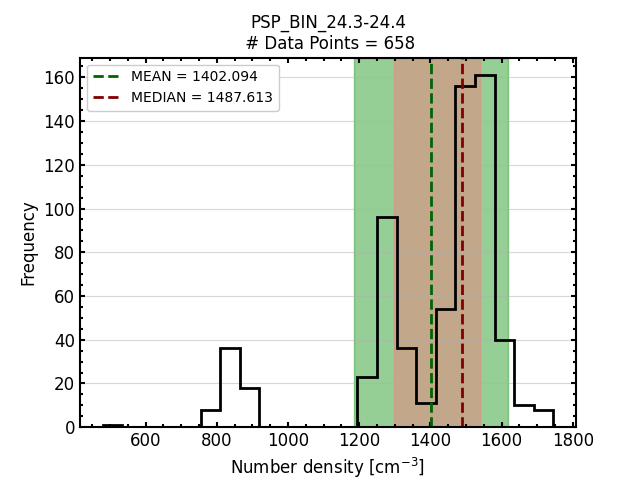 PSP_BIN_24.3-24.4
# Data Points = 658
MEAN = 1402.094
MEDIAN = 1487.613
Frequency
160
140
120
100
80
60
40
20
0
600 800 1000 1200 1400 1600 1800
Number density [cm⁻³]